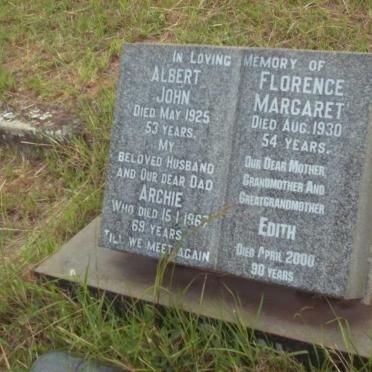 In Loving Memory of
Albert
John
Died May 1925
53 years.
My
Beloved Husband
and Our dear Dad
Archie
Who died 15.1.1967
69 years
Till we meet again
Florence
Margaret
Died Aug. 1930
54 years.
Our Dear Mother,
Grandmother And
Greatgrandmother
Edith
Died April 2000
90 years